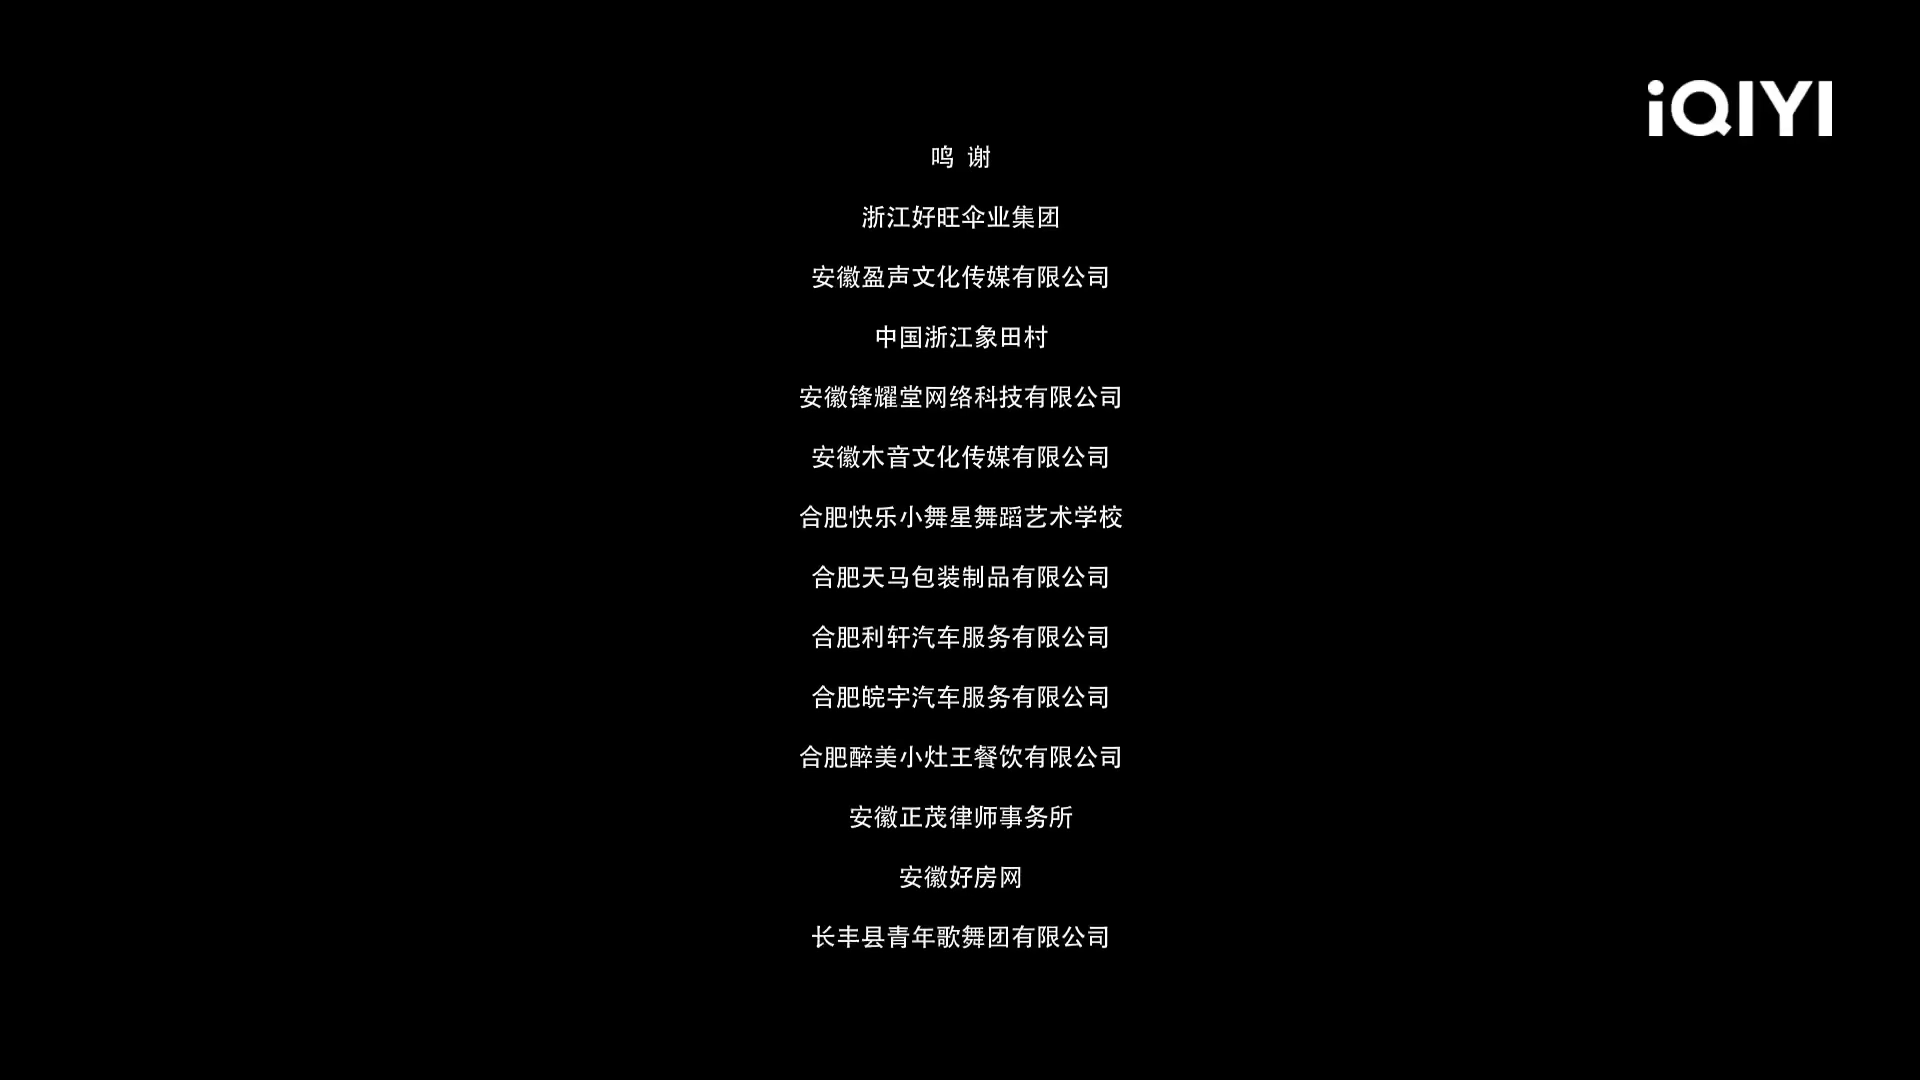 iQIYI
鸣 谢
浙江好旺伞业集团
安徽盈声文化传媒有限公司
中国浙江象田村
安徽锋耀堂网络科技有限公司
安徽木音文化传媒有限公司
合肥快乐小舞星舞蹈艺术学校
合肥天马包装制品有限公司
合肥利轩汽车服务有限公司
合肥皖宇汽车服务有限公司
合肥醉美小灶王餐饮有限公司
安徽正茂律师事务所
安徽好房网
长丰县青年歌舞团有限公司